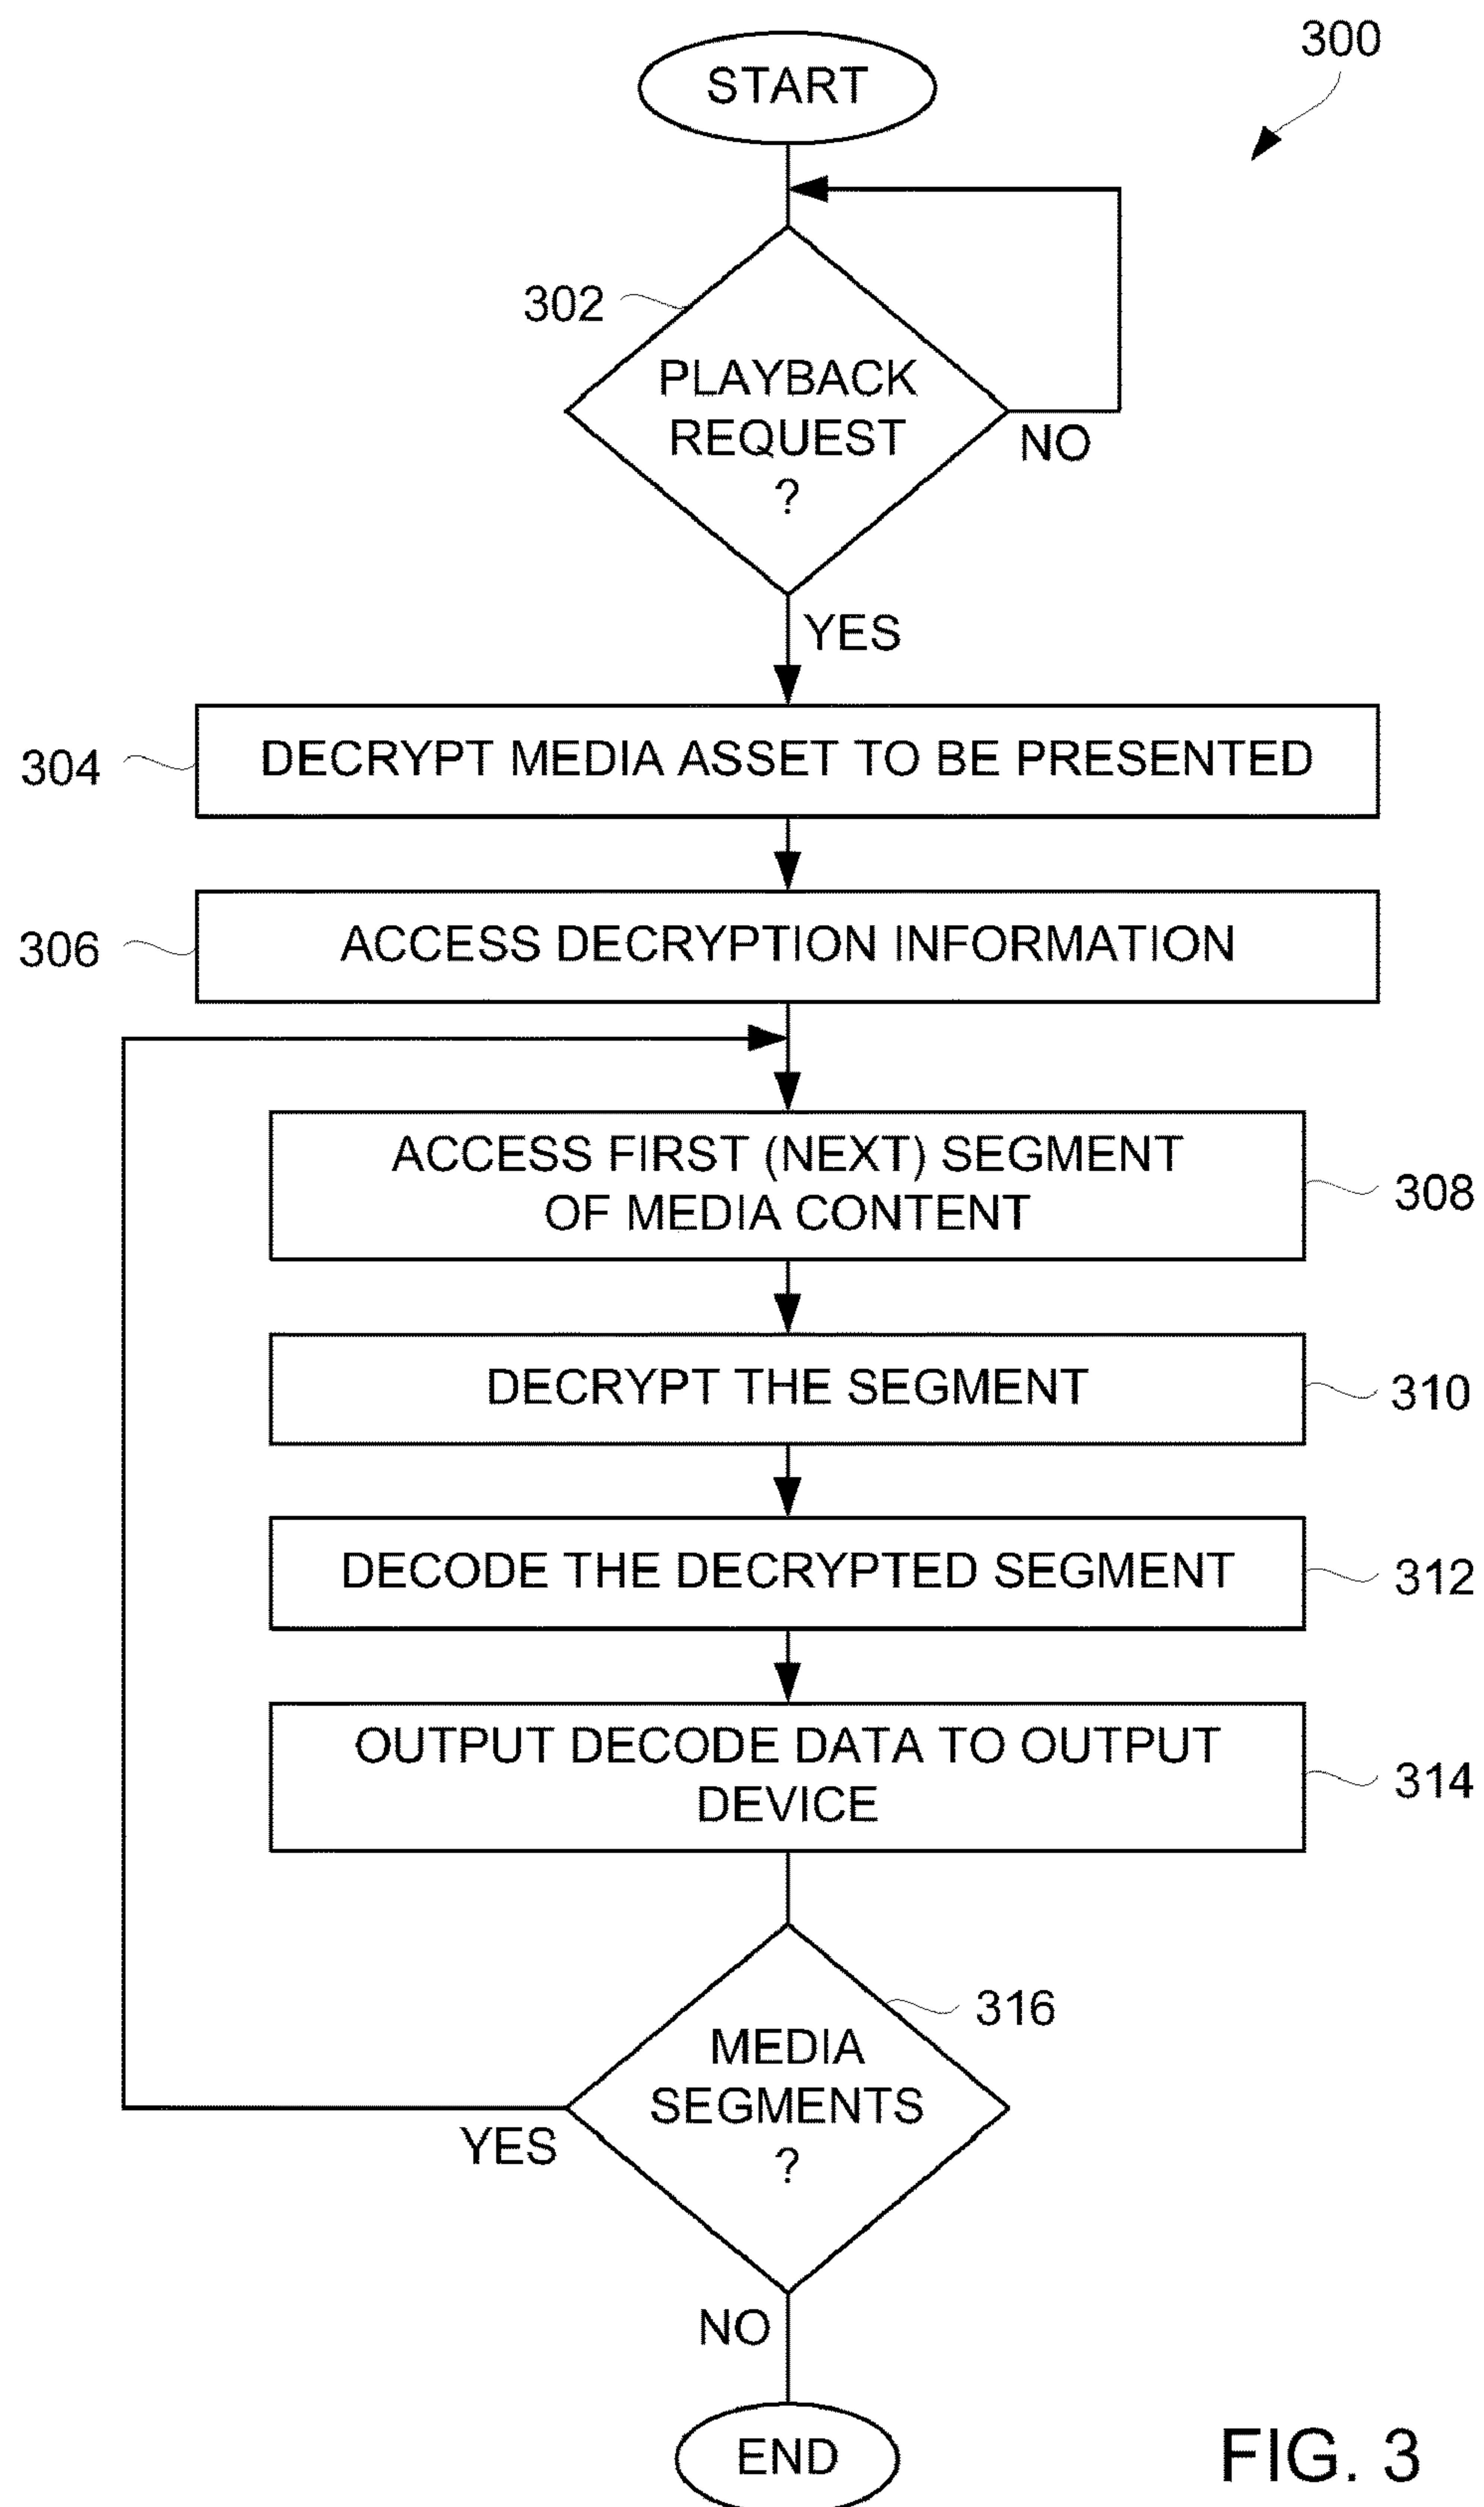 START
300
302
PLAYBACK
REQUEST
?
NO
YES
304
DECRYPT MEDIA ASSET TO BE PRESENTED
306
ACCESS DECRYPTION INFORMATION
ACCESS FIRST (NEXT) SEGMENT
OF MEDIA CONTENT
308
DECRYPT THE SEGMENT
310
DECODE THE DECRYPTED SEGMENT
312
OUTPUT DECODE DATA TO OUTPUT
DEVICE
314
316
MEDIA
SEGMENTS
?
YES
NO
END
FIG. 3